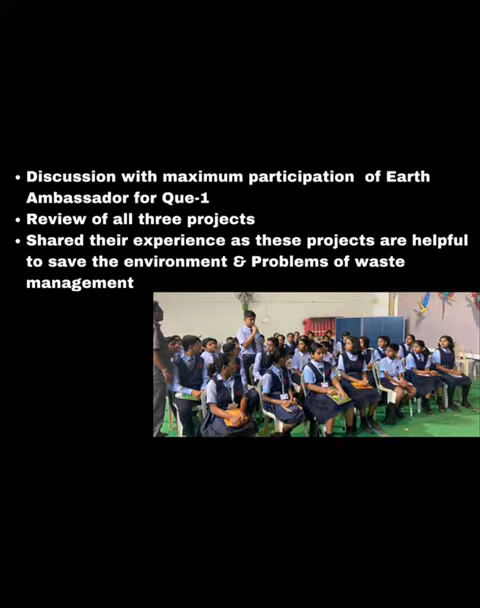 • Discussion with maximum participation of Earth
Ambassador for Que-1
• Review of all three projects
• Shared their experience as these projects are helpful
to save the environment & Problems of waste
management